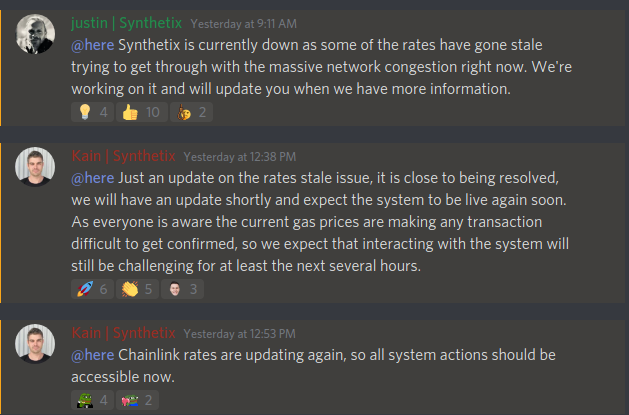 justin | Synthetix Yesterday at 9:11 AM
@here Synthetix is currently down as some of the rates have gone stale
trying to get through with the massive network congestion right now. We're
working on it and will update you when we have more information.
4 10 2
Kain | Synthetix Yesterday at 12:38 PM
@here Just an update on the rates stale issue, it is close to being resolved,
we will have an update shortly and expect the system to be live again soon.
As everyone is aware the current gas prices are making any transaction
difficult to get confirmed, so we expect that interacting with the system will
still be challenging for at least the next several hours.
6 5 3
Kain | Synthetix Yesterday at 12:53 PM
@here Chainlink rates are updating again, so all system actions should be
accessible now.
4 2